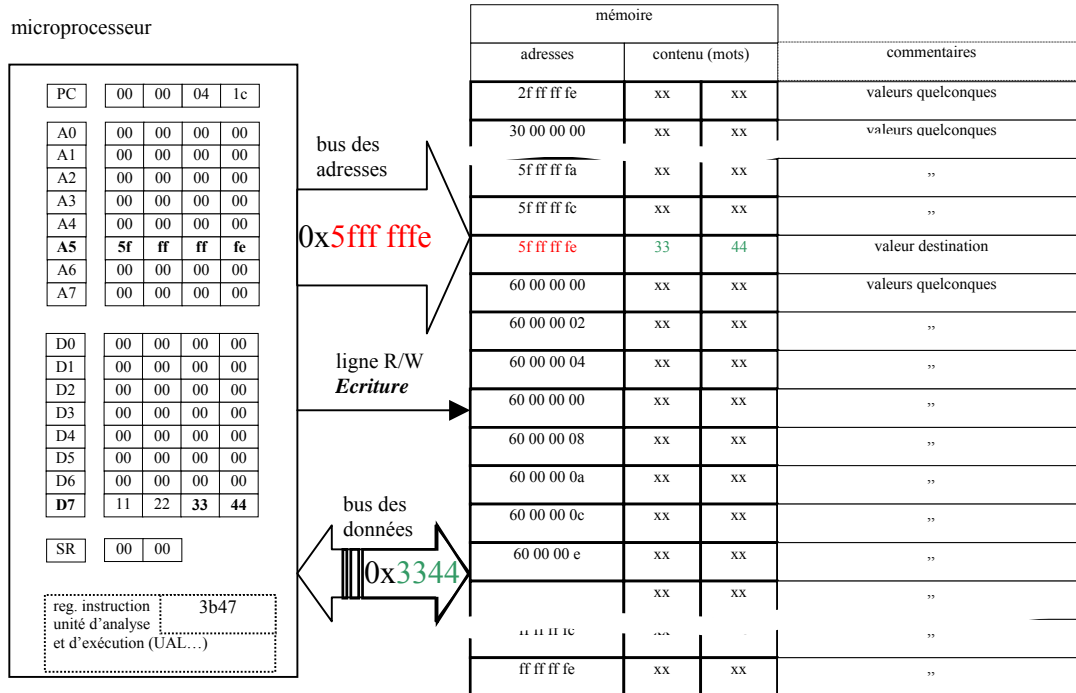 microprocesseur
PC 00 00 04 1c
A0 00 00 00 00
A1 00 00 00 00
A2 00 00 00 00
A3 00 00 00 00
A4 00 00 00 00
A5 5f ff ff fe
A6 00 00 00 00
A7 00 00 00 00
D0 00 00 00 00
D1 00 00 00 00
D2 00 00 00 00
D3 00 00 00 00
D4 00 00 00 00
D5 00 00 00 00
D6 00 00 00 00
D7 11 22 33 44
SR 00 00
reg. instruction 3b47
unité d'analyse
et d'exécution (UAL…)
bus des
adresses
0x5fff fffe
ligne R/W
Ecriture
bus des
données
0x3344
mémoire
adresses contenu (mots) commentaires
2f ff ff fe xx xx valeurs quelconques
30 00 00 00 xx xx valeurs quelconques
5f ff ff fa xx xx ,,
5f ff ff fc xx xx ,,
5f ff ff fe 33 44 valeur destination
60 00 00 00 xx xx valeurs quelconques
60 00 00 02 xx xx ,,
60 00 00 04 xx xx ,,
60 00 00 00 xx xx ,,
60 00 00 08 xx xx ,,
60 00 00 0a xx xx ,,
60 00 00 0c xx xx ,,
60 00 00 e xx xx ,,
xx xx ,,
,,
ff ff ff fe xx xx ,,